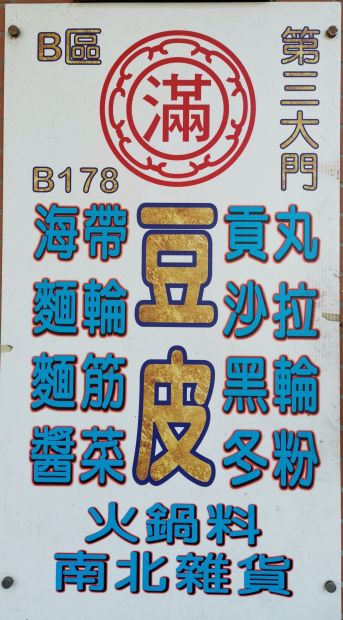 B區
B178
滿
第三大門
貢丸
沙拉
黑輪
冬粉
豆皮
海帶
麵輪
麵筋
醬菜
火鍋料
南北雜貨